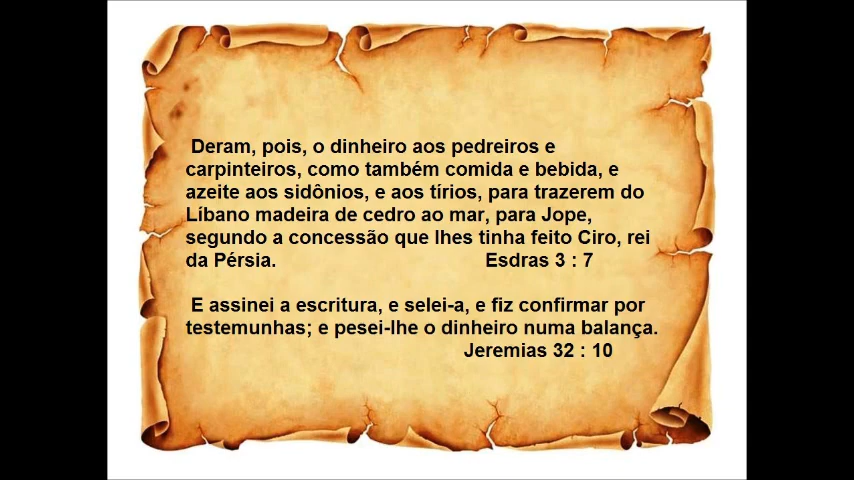 Deram, pois, o dinheiro aos pedreiros e
carpinteiros, como também comida e bebida, e
azeite aos sidônios, e aos tírios, para trazerem do
Líbano madeira de cedro ao mar, para Jope,
segundo a concessão que lhes tinha feito Ciro, rei
da Pérsia. Esdras 3 : 7
E assinei a escritura, e selei-a, e fiz confirmar por
testemunhas; e pesei-lhe o dinheiro numa balança.
Jeremias 32 : 10